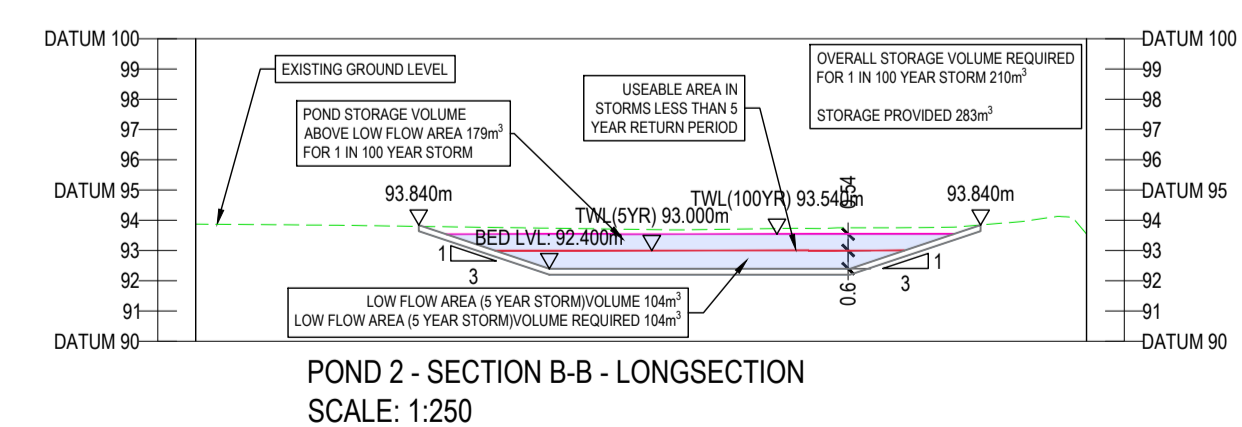 DATUM 100
99
98
97
96
DATUM 95
94
93
92
91
DATUM 90
EXISTING GROUND LEVEL
POND STORAGE VOLUME
ABOVE LOW FLOW AREA 179m³
FOR 1 IN 100 YEAR STORM
USEABLE AREA IN
STORMS LESS THAN 5
YEAR RETURN PERIOD
OVERALL STORAGE VOLUME REQUIRED
FOR 1 IN 100 YEAR STORM 210m³
STORAGE PROVIDED 283m³
93.840m
TWL(5YR) 93.000m
TWL(100YR) 93.540m
0.54
93.840m
BED LVL: 92.400m
1
3
0.6
1
3
LOW FLOW AREA (5 YEAR STORM)VOLUME 104m³
LOW FLOW AREA (5 YEAR STORM)VOLUME REQUIRED 104m³
DATUM 100
99
98
97
96
DATUM 95
94
93
92
91
DATUM 90
POND 2 - SECTION B-B - LONGSECTION
SCALE: 1:250